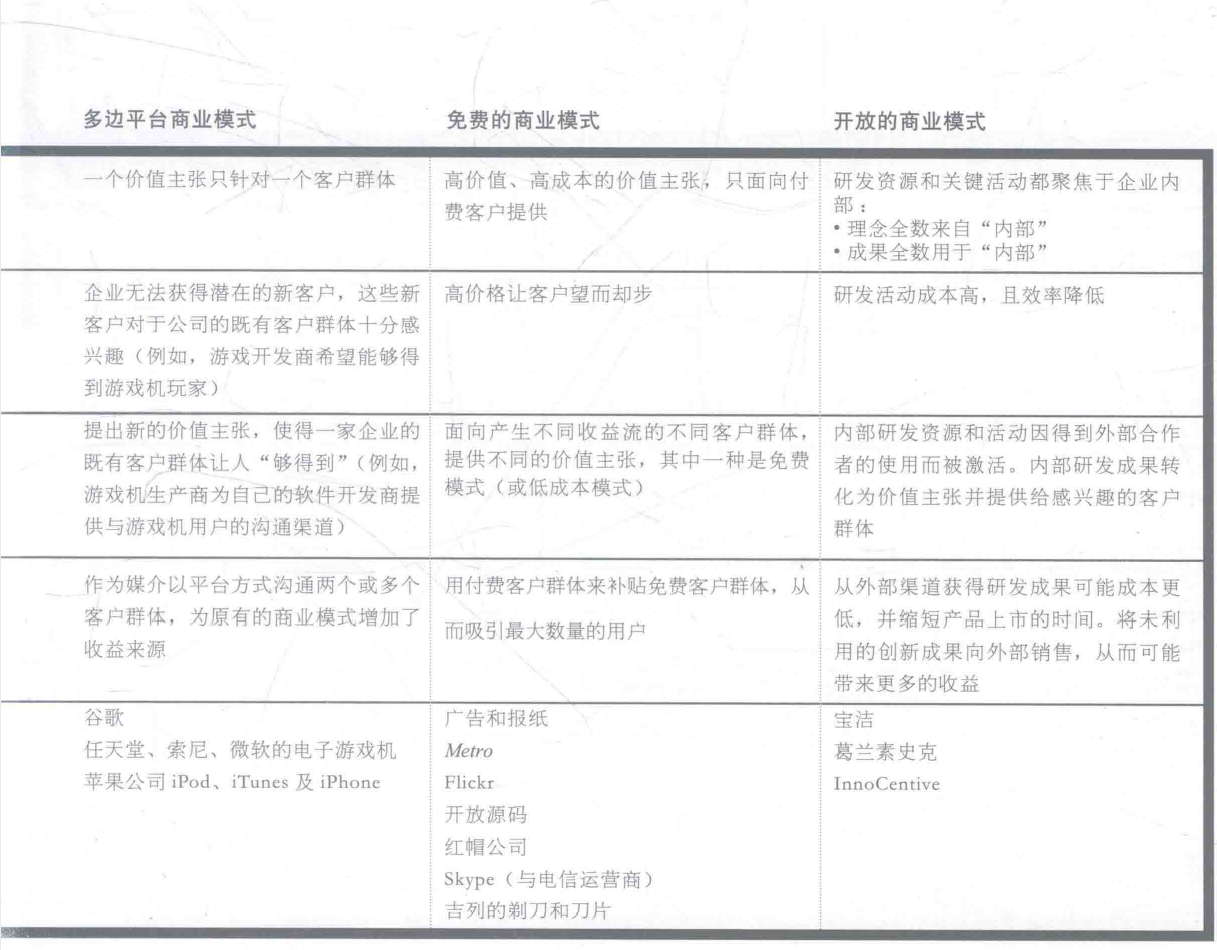 多边平台商业模式
免费的商业模式
开放的商业模式
一个价值主张只针对一个客户群体
高价值、高成本的价值主张，只面向付
费客户提供
研发资源和关键活动都聚焦于企业内
部：
• 理念全数来自“内部”
• 成果全数用于“内部”
企业无法获得潜在的新客户，这些新
客户对于公司的既有客户群体十分感
兴趣（例如，游戏开发商希望能够得
到游戏机玩家）
高价格让客户望而却步
研发活动成本高，且效率降低
提出新的价值主张，使得一家企业的
既有客户群体让人“够得到”（例如，
游戏机生产商为自己的软件开发商提
供与游戏机用户的沟通渠道）
面向产生不同收益流的不同客户群体，
提供不同的价值主张，其中一种是免费
模式（或低成本模式）
内部研发资源和活动因得到外部合作
者的使用而被激活。内部研发成果转
化为价值主张并提供给感兴趣的客户
群体
作为媒介以平台方式沟通两个或多个
客户群体，为原有的商业模式增加了
收益来源
用付费客户群体来补贴免费客户群体，从
而吸引最大数量的用户
从外部渠道获得研发成果可能成本更
低，并缩短产品上市的时间。将未利
用的创新成果向外部销售，从而可能
带来更多的收益
谷歌
任天堂、索尼、微软的电子游戏机
苹果公司 iPod、iTunes 及 iPhone
广告和报纸
Metro
Flickr
开放源码
红帽公司
Skype（与电信运营商）
吉列的剃刀和刀片
宝洁
葛兰素史克
InnoCentive